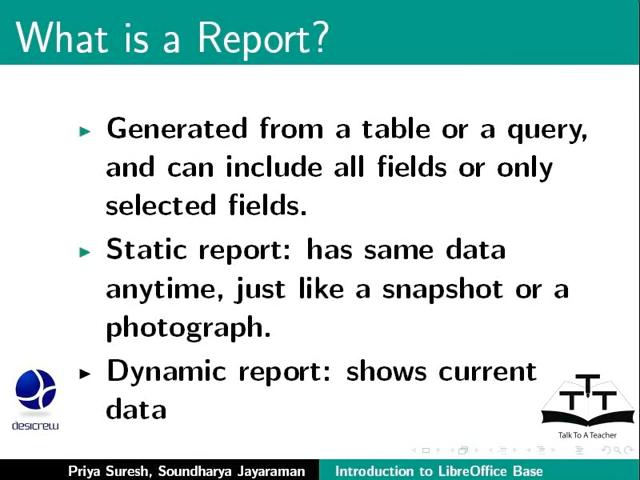 What is a Report?
Generated from a table or a query,
and can include all fields or only
selected fields.
Static report: has same data
anytime, just like a snapshot or a
photograph.
Dynamic report: shows current
data
desicrew
TTT
Talk To A Teacher
Priya Suresh, Soundharya Jayaraman
Introduction to LibreOffice Base